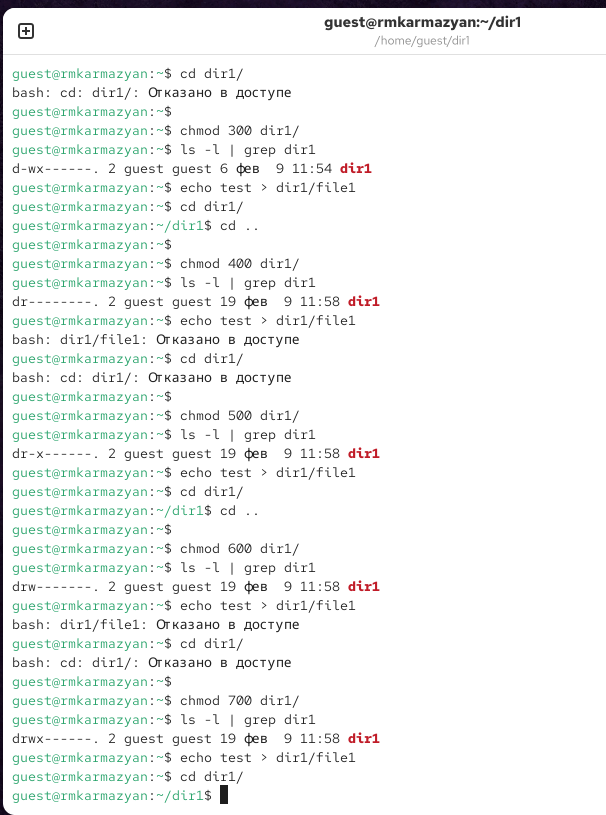 guest@rmkarmazyan:~/dir1
/home/guest/dir1
guest@rmkarmazyan:~$ cd dir1/
bash: cd: dir1/: Отказано в доступе
guest@rmkarmazyan:~$
guest@rmkarmazyan:~$ chmod 300 dir1/
guest@rmkarmazyan:~$ ls -l | grep dir1
d-wx------. 2 guest guest 6 фев  9 11:54 dir1
guest@rmkarmazyan:~$ echo test > dir1/file1
guest@rmkarmazyan:~$ cd dir1/
guest@rmkarmazyan:~/dir1$ cd ..
guest@rmkarmazyan:~$
guest@rmkarmazyan:~$ chmod 400 dir1/
guest@rmkarmazyan:~$ ls -l | grep dir1
dr--------. 2 guest guest 19 фев  9 11:58 dir1
guest@rmkarmazyan:~$ echo test > dir1/file1
bash: dir1/file1: Отказано в доступе
guest@rmkarmazyan:~$ cd dir1/
bash: cd: dir1/: Отказано в доступе
guest@rmkarmazyan:~$
guest@rmkarmazyan:~$ chmod 500 dir1/
guest@rmkarmazyan:~$ ls -l | grep dir1
dr-x------. 2 guest guest 19 фев  9 11:58 dir1
guest@rmkarmazyan:~$ echo test > dir1/file1
guest@rmkarmazyan:~$ cd dir1/
guest@rmkarmazyan:~/dir1$ cd ..
guest@rmkarmazyan:~$
guest@rmkarmazyan:~$ chmod 600 dir1/
guest@rmkarmazyan:~$ ls -l | grep dir1
drw-------. 2 guest guest 19 фев  9 11:58 dir1
guest@rmkarmazyan:~$ echo test > dir1/file1
bash: dir1/file1: Отказано в доступе
guest@rmkarmazyan:~$ cd dir1/
bash: cd: dir1/: Отказано в доступе
guest@rmkarmazyan:~$
guest@rmkarmazyan:~$ chmod 700 dir1/
guest@rmkarmazyan:~$ ls -l | grep dir1
drwx------. 2 guest guest 19 фев  9 11:58 dir1
guest@rmkarmazyan:~$ echo test > dir1/file1
guest@rmkarmazyan:~$ cd dir1/
guest@rmkarmazyan:~/dir1$